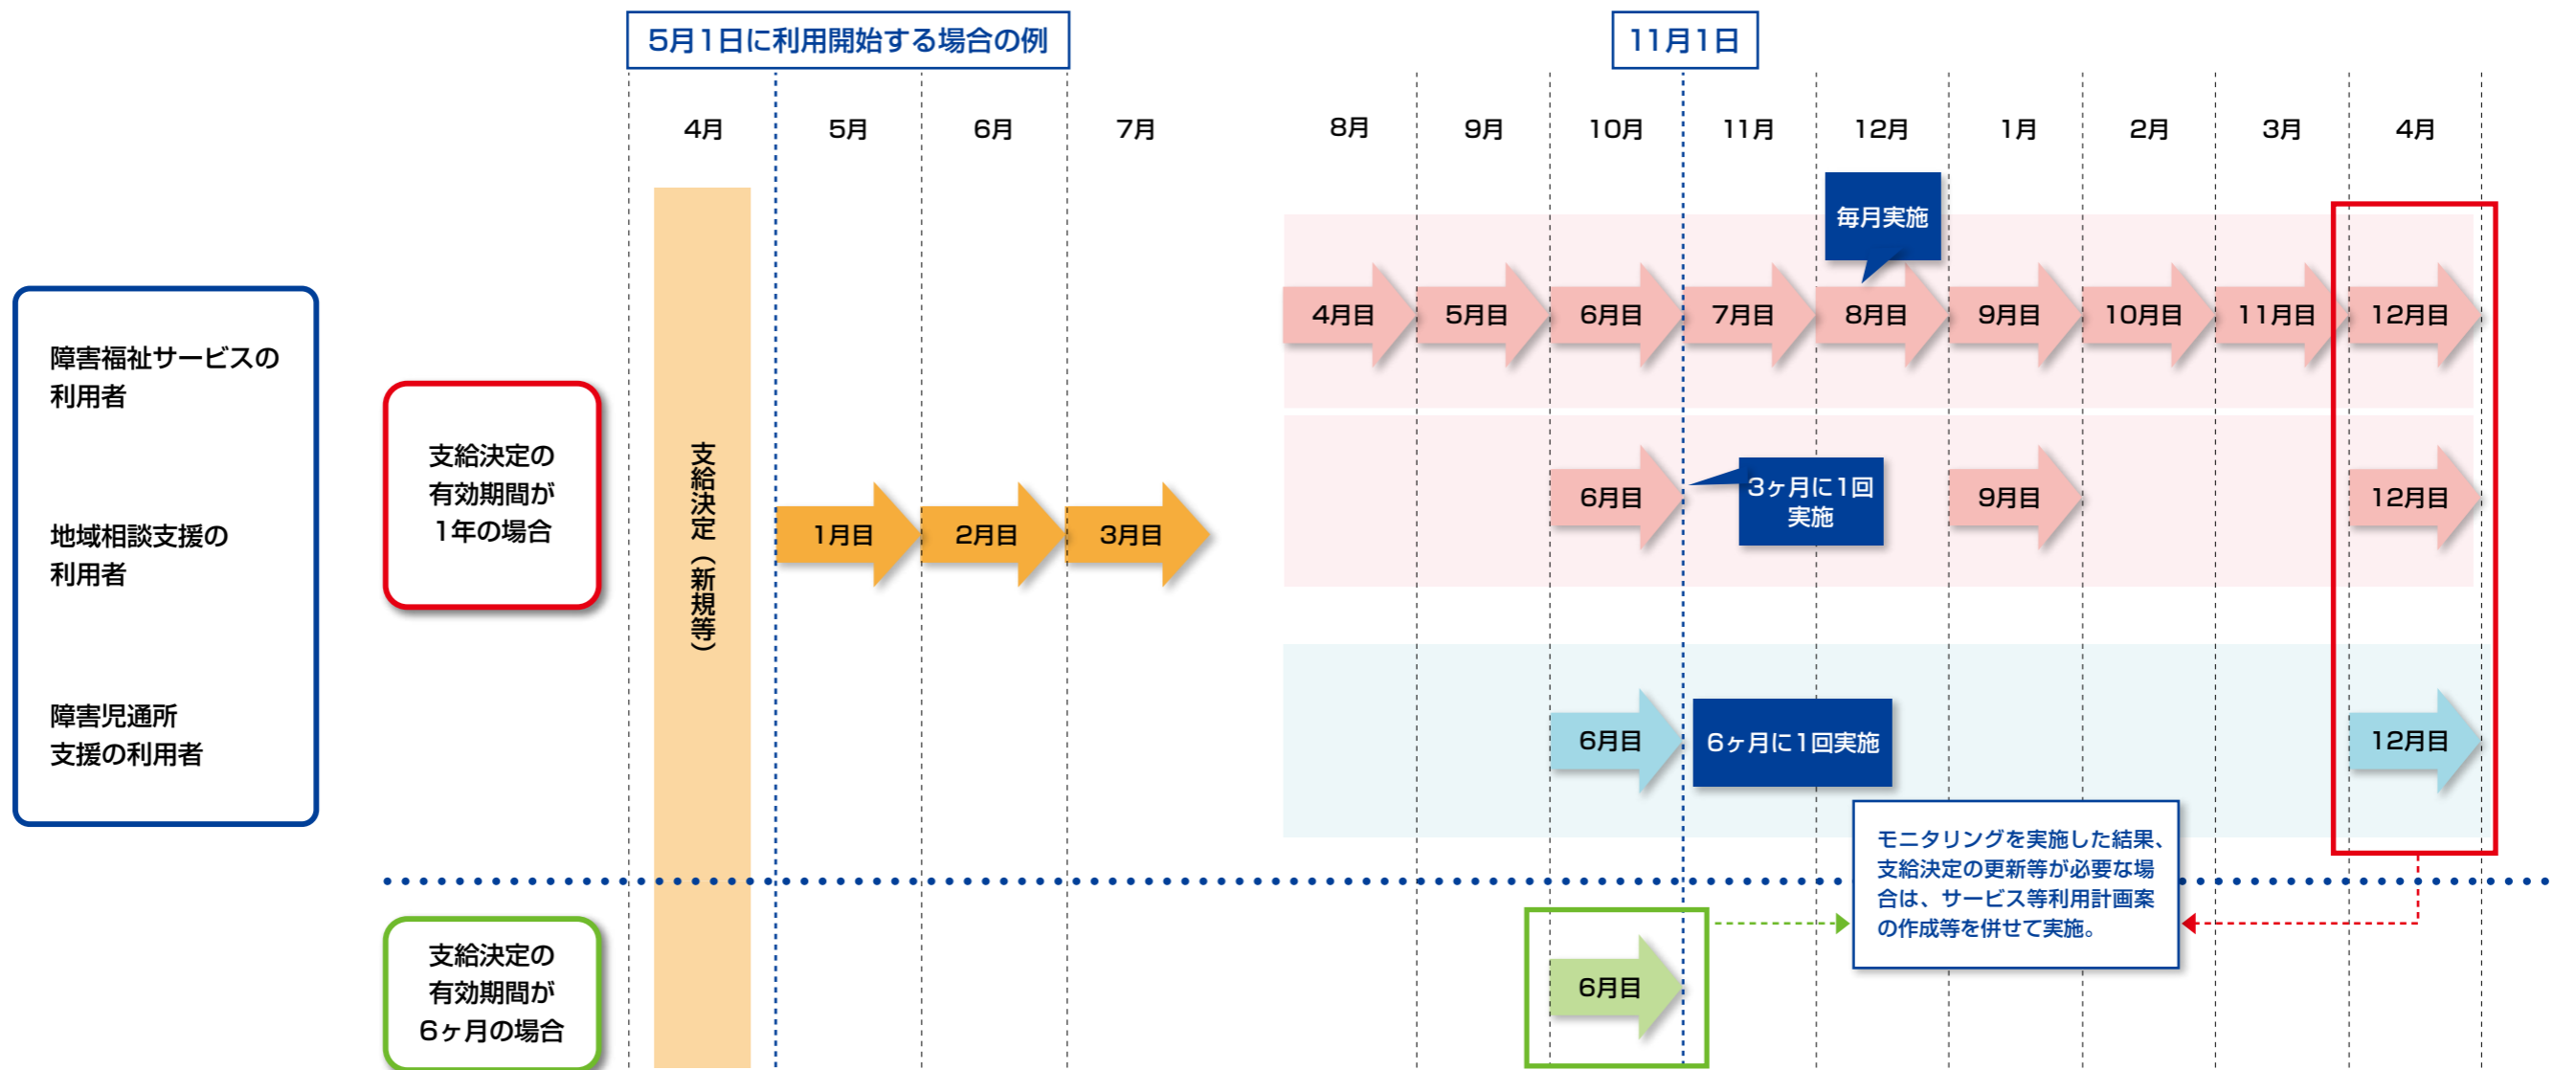 5月1日に利用開始する場合の例
11月1日
4月
5月
6月
7月
8月
9月
10月
11月
12月
1月
2月
3月
4月
障害福祉サービスの
利用者
地域相談支援の
利用者
障害児通所
支援の利用者
支給決定の
有効期間が
1年の場合
支給決定（新規等）
1月目
2月目
3月目
毎月実施
4月目
5月目
6月目
7月目
8月目
9月目
10月目
11月目
12月目
6月目
3ヶ月に1回
実施
9月目
12月目
6月目
6ヶ月に1回実施
12月目
モニタリングを実施した結果、
支給決定の更新等が必要な場
合は、サービス等利用計画案
の作成等を併せて実施。
支給決定の
有効期間が
6ヶ月の場合
6月目